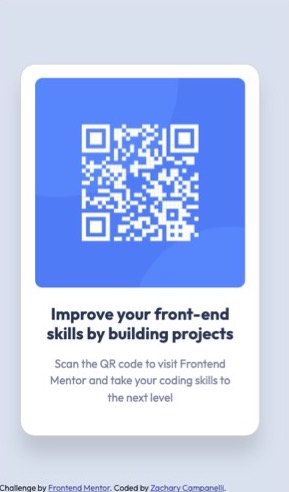 Improve your front-end
skills by building projects
Scan the QR code to visit Frontend
Mentor and take your coding skills to
the next level
Challenge by Frontend Mentor. Coded by Zachary Campanelli.